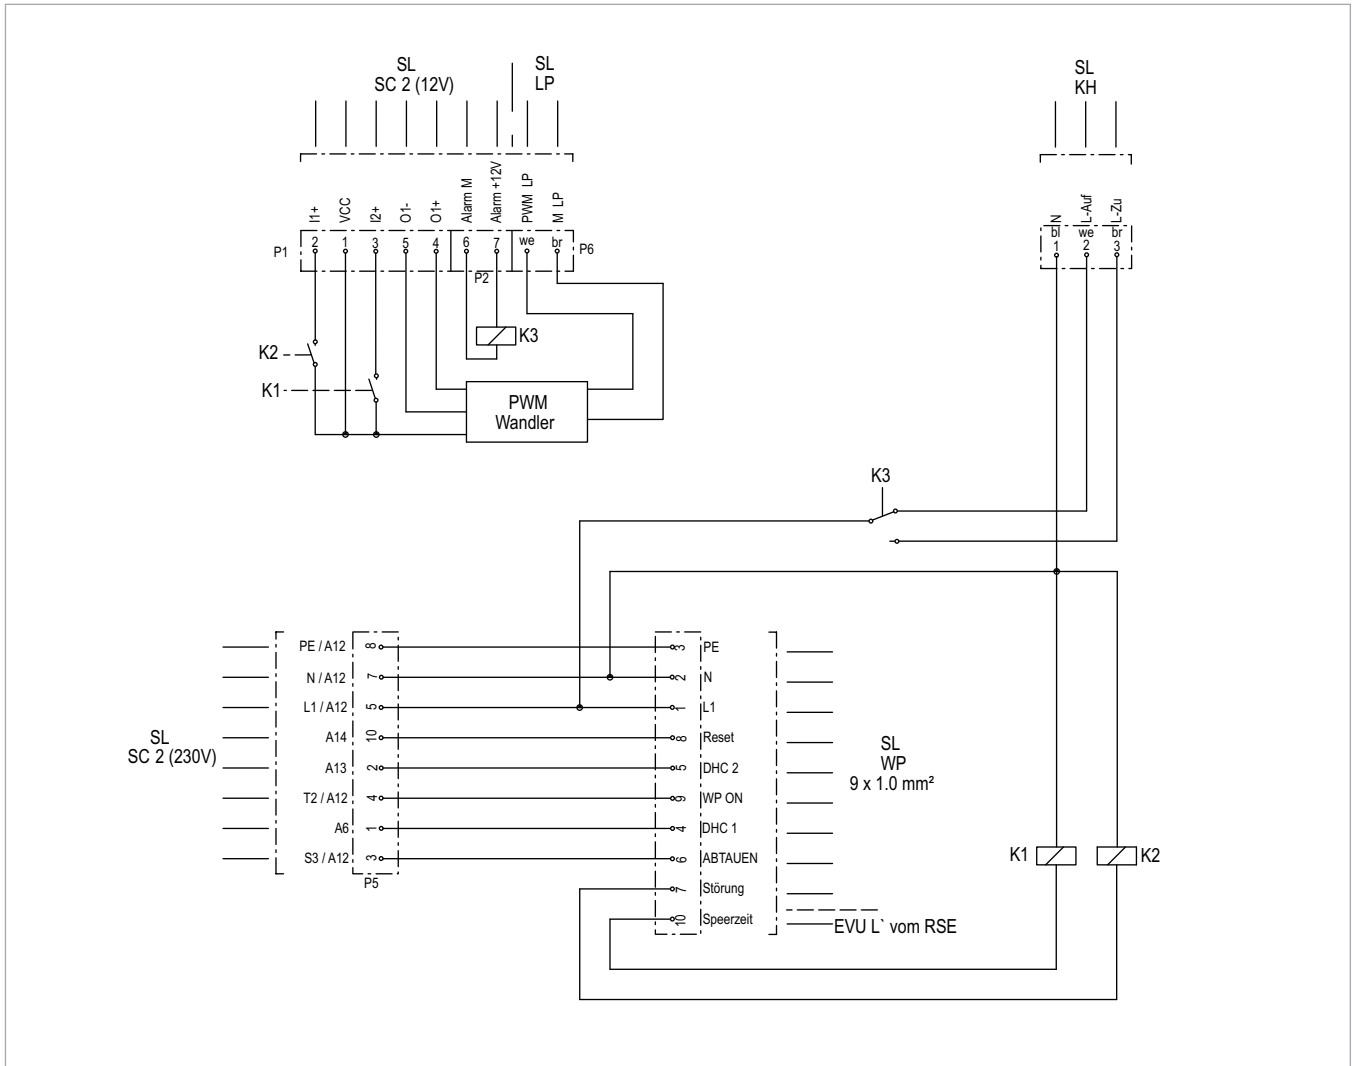 SL
SC 2 (12V)
SL
LP
SL
KH
I1+
VCC
I2+
O1-
O1+
Alarm M
Alarm +12V
PWM LP
M LP
N
L-Auf
L-Zu
P1
2
1
3
5
4
6
7
we
br
P6
bl
we
br
1
2
3
P2
K3
K2
K1
PWM
Wandler
K3
PE / A12
8
3
PE
N / A12
7
2
N
L1 / A12
5
1
L1
SL
SC 2 (230V)
A14
10
8
Reset
A13
2
5
DHC 2
T2 / A12
4
9
WP ON
A6
1
4
DHC 1
S3 / A12
3
6
ABTAUEN
P5
7
Störung
10
Speerzeit
SL
WP
9 x 1.0 mm²
EVU L` vom RSE
K1
K2